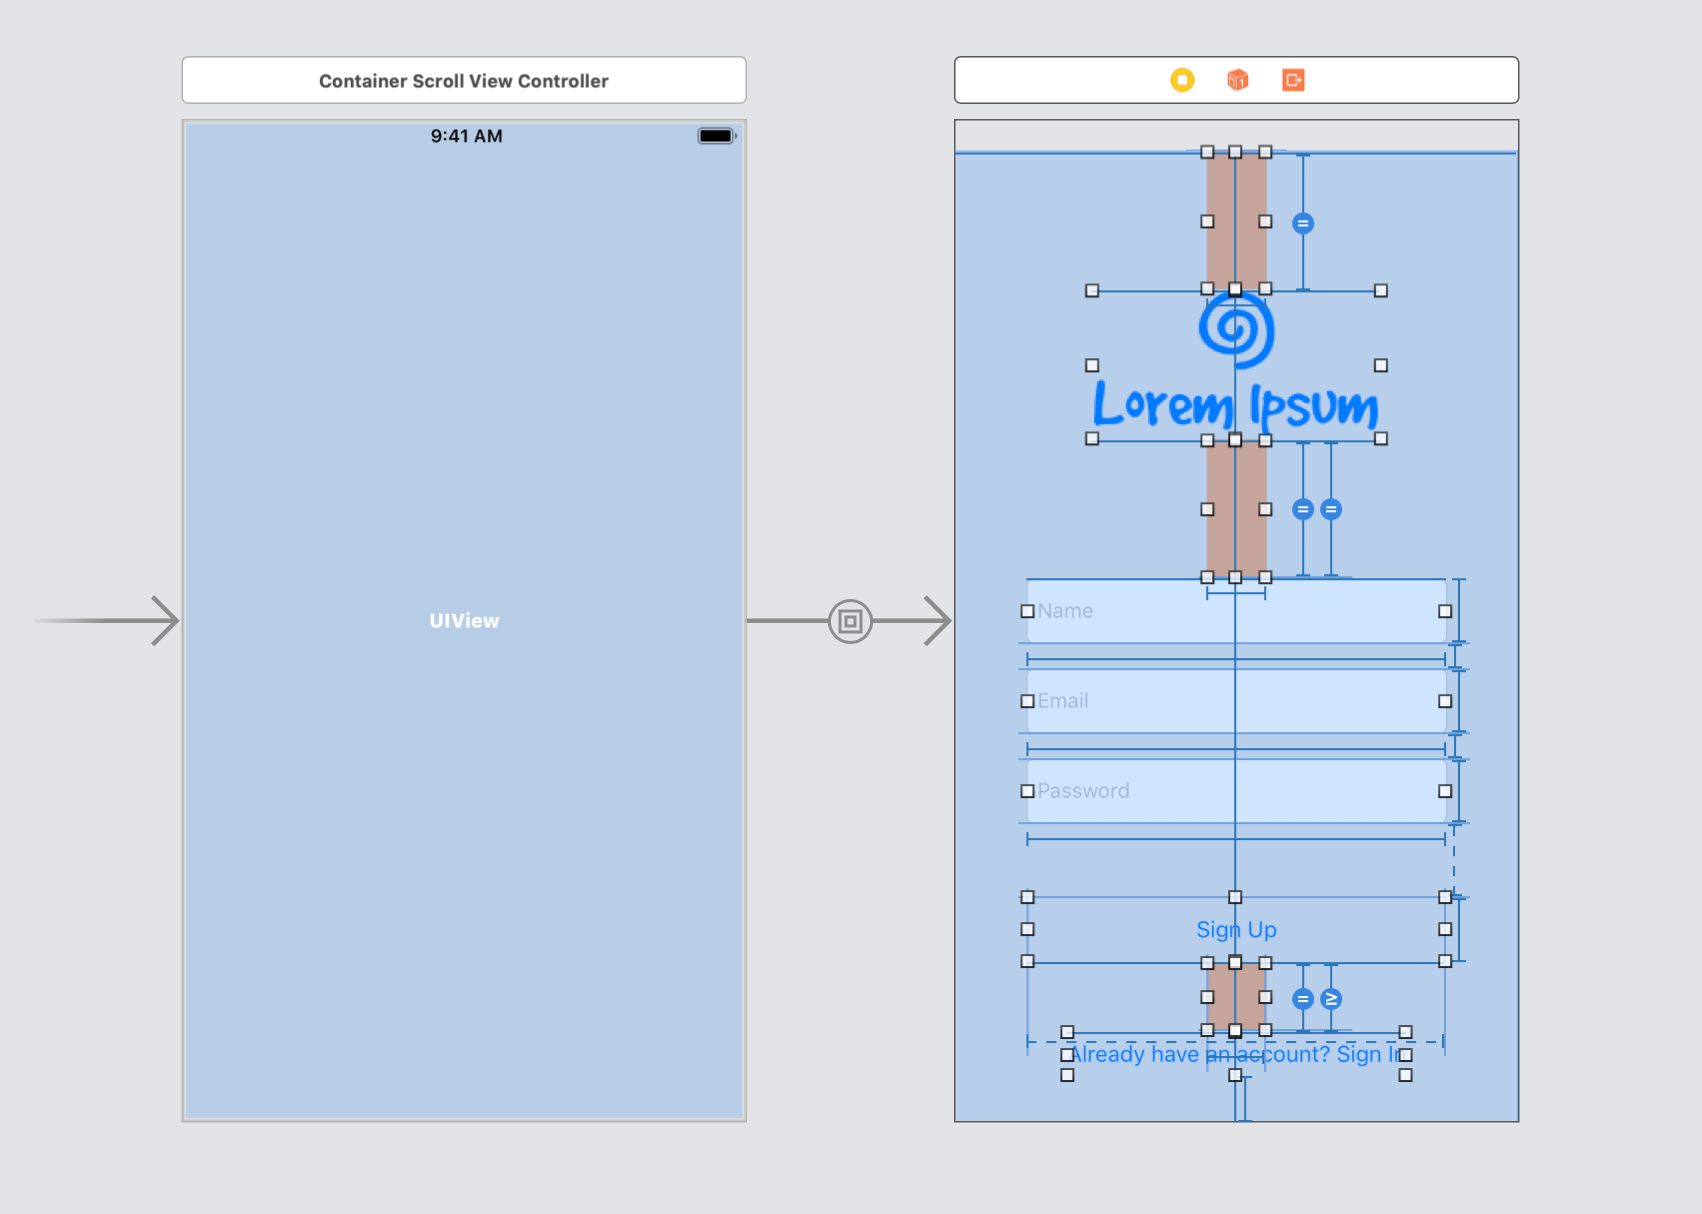 Container Scroll View Controller
9:41 AM
UIView
Lorem Ipsum
Name
Email
Password
Sign Up
Already have an account? Sign In